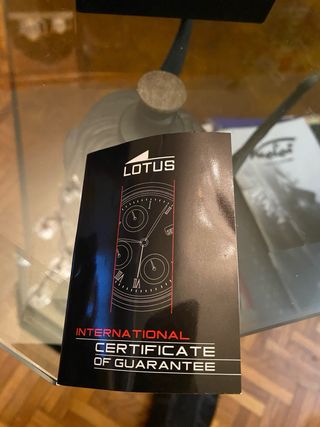 LOTUS
INTERNATIONAL
CERTIFICATE
OF GUARANTEE